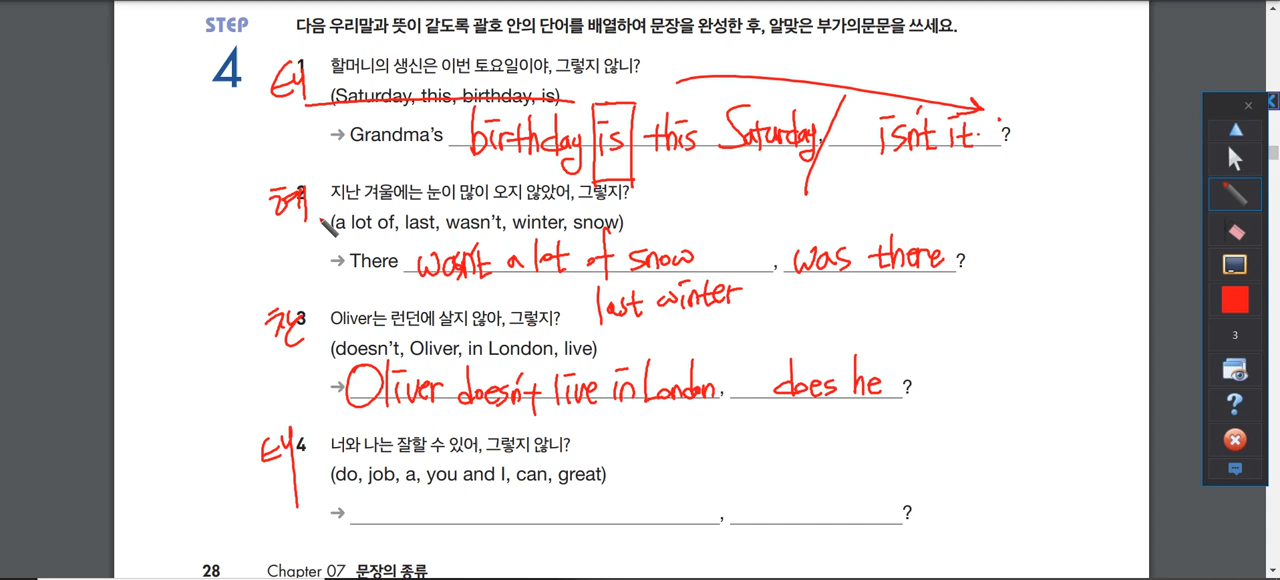 STEP 다음 우리말과 뜻이 같도록 괄호 안의 단어를 배열하여 문장을 완성한 후, 알맞은 부가의문문을 쓰세요.
4
1 할머니의 생신은 이번 토요일이야, 그렇지 않니?
(Saturday, this, birthday, is)
→ Grandma's birthday is this Saturday, isn't it ?
2 지난 겨울에는 눈이 많이 오지 않았어, 그렇지?
(a lot of, last, wasn't, winter, snow)
→ There wasn't a lot of snow , was there ?
last winter
3 Oliver는 런던에 살지 않아, 그렇지?
(doesn't, Oliver, in London, live)
→ Oliver doesn't live in London, does he ?
4 너와 나는 잘할 수 있어, 그렇지 않니?
(do, job, a, you and I, can, great)
→ , ?
28 Chapter 07 문장의 종류
3
?